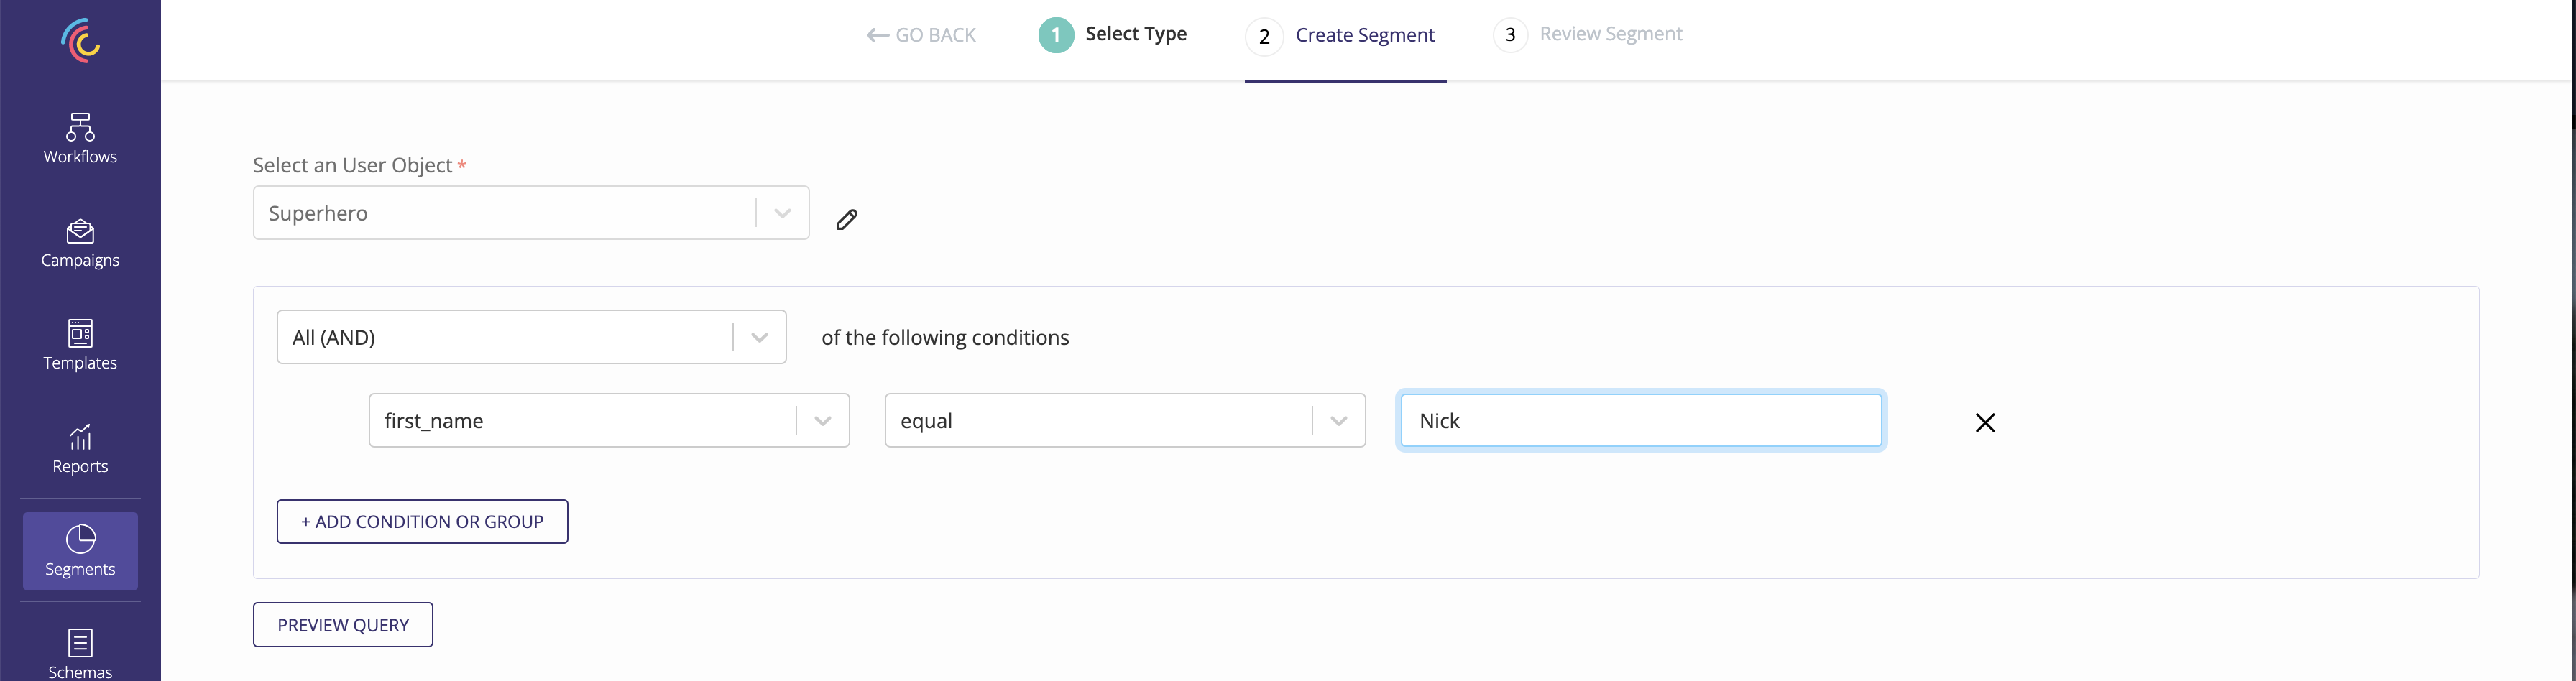 GO BACK
1 Select Type
2 Create Segment
3 Review Segment
Workflows
Campaigns
Templates
Reports
Segments
Schemas
Select an User Object *
Superhero
All (AND) of the following conditions
first_name equal Nick
+ ADD CONDITION OR GROUP
PREVIEW QUERY